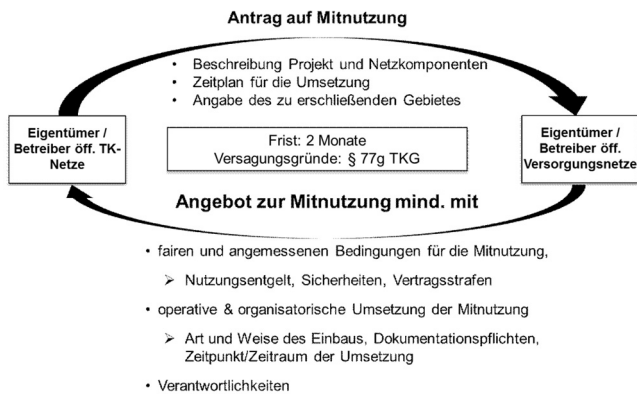 Antrag auf Mitnutzung
• Beschreibung Projekt und Netzkomponenten
• Zeitplan für die Umsetzung
• Angabe des zu erschließenden Gebietes
Eigentümer /
Betreiber öff. TK-
Netze
Frist: 2 Monate
Versagungsgründe: § 77g TKG
Eigentümer /
Betreiber öff.
Versorgungsnetze
Angebot zur Mitnutzung mind. mit
• fairen und angemessenen Bedingungen für die Mitnutzung,
➢ Nutzungsentgelt, Sicherheiten, Vertragsstrafen
• operative & organisatorische Umsetzung der Mitnutzung
➢ Art und Weise des Einbaus, Dokumentationspflichten,
Zeitpunkt/Zeitraum der Umsetzung
• Verantwortlichkeiten